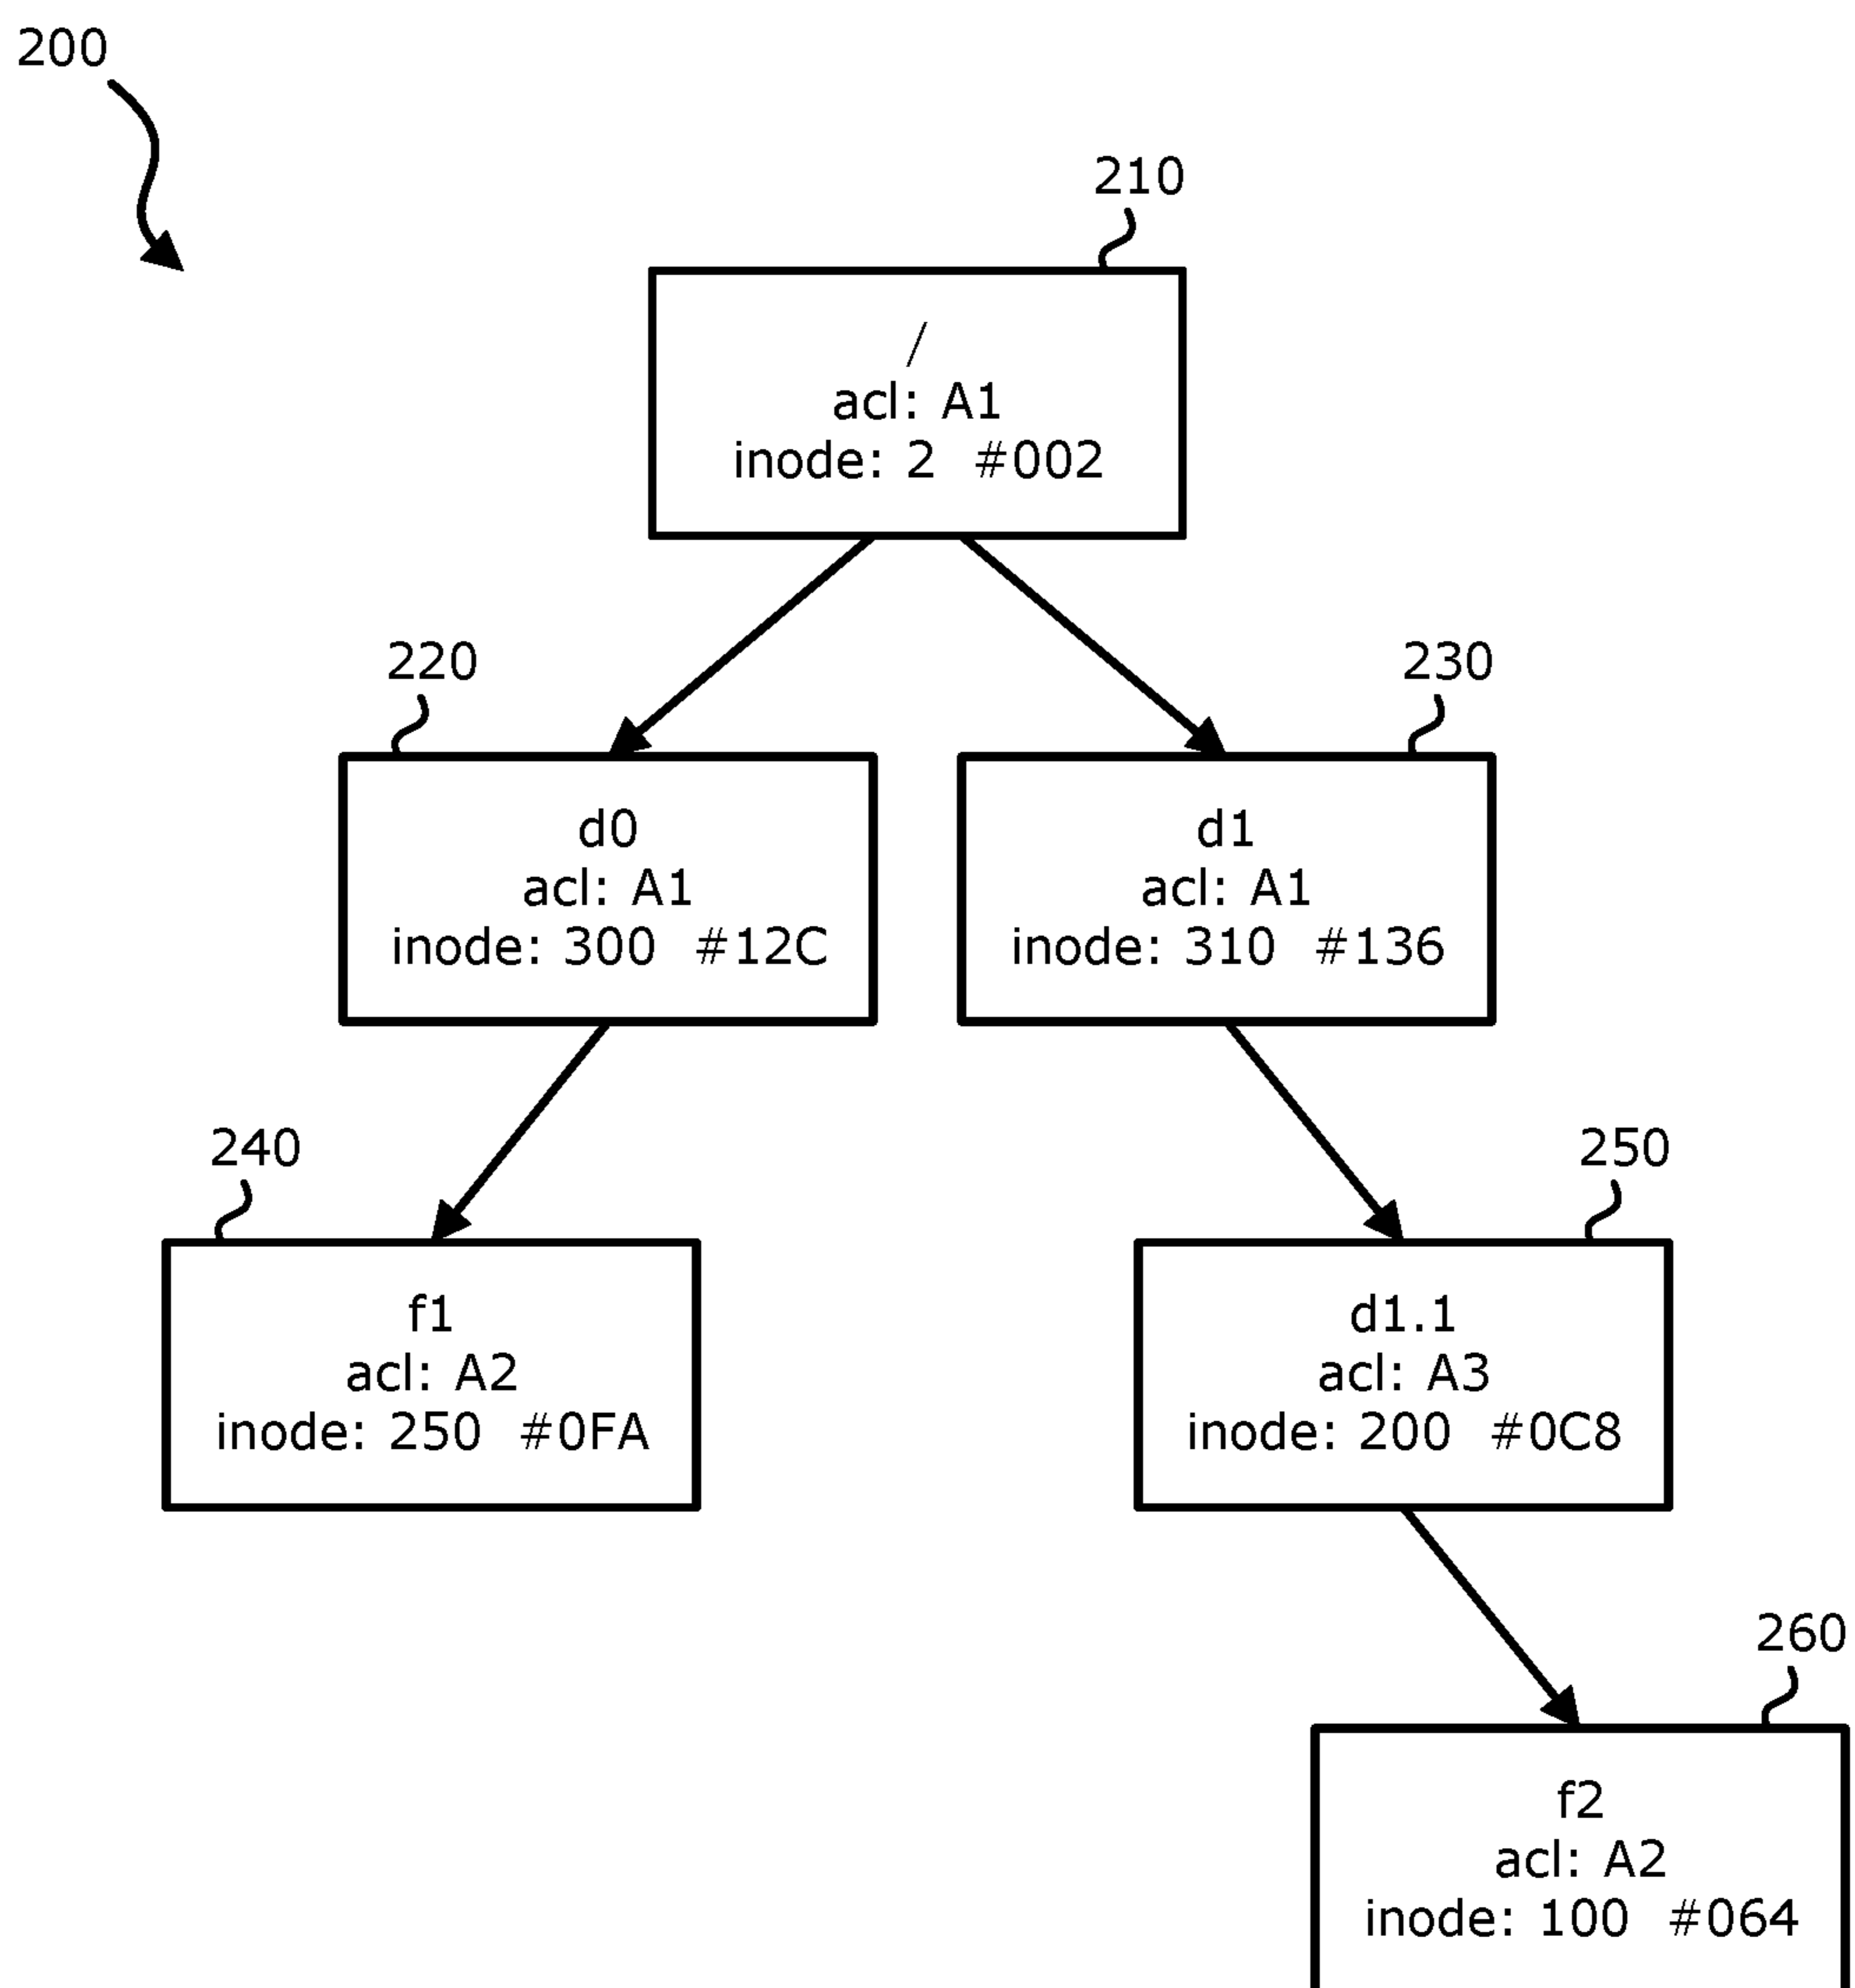 200
210
/
acl: A1
inode: 2 #002
220
230
d0
acl: A1
inode: 300 #12C
d1
acl: A1
inode: 310 #136
240
250
f1
acl: A2
inode: 250 #0FA
d1.1
acl: A3
inode: 200 #0C8
260
f2
acl: A2
inode: 100 #064